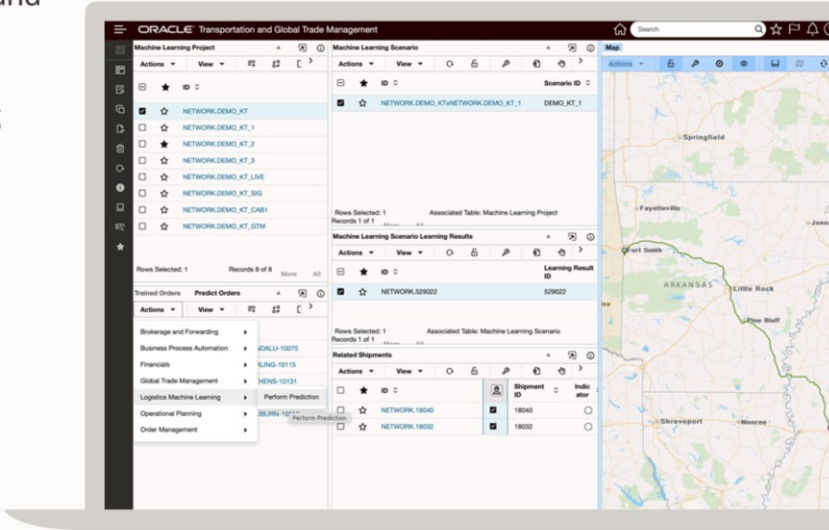 und
ORACLE Transportation and Global Trade Management
Search
Machine Learning Project
Actions View
ID
NETWORK.DEMO_KT
NETWORK.DEMO_KT_1
NETWORK.DEMO_KT_2
NETWORK.DEMO_KT_3
NETWORK.DEMO_KT_LIVE
NETWORK.DEMO_KT_SIG
NETWORK.DEMO_KT_CAB1
NETWORK.DEMO_KT_GTM
Rows Selected: 1 Records 8 of 8 More All
Trained Orders Predict Orders
Actions View
Brokerage and Forwarding
Business Process Automation
Financials
Global Trade Management
Logistics Machine Learning
Operational Planning
Order Management
Perform Prediction
Perform Prediction
NDALU-10075
LING-10115
HENS-10131
Machine Learning Scenario
Actions View
ID Scenario ID
NETWORK.DEMO_KTxNETWORK.DEMO_KT_1 DEMO_KT_1
Rows Selected: 1 Associated Table: Machine Learning Project
Records 1 of 1
Machine Learning Scenario Learning Results
Actions View
ID Learning Result ID
NETWORK.529022 529022
Rows Selected: 1 Associated Table: Machine Learning Scenario
Records 1 of 1
Related Shipments
Actions View
ID Shipment ID Indicator
NETWORK.18040 18040
NETWORK.18032 18032
Map
Actions
Springfield
Fayetteville
Fort Smith
ARKANSAS
Little Rock
Pine Bluff
Shreveport
Monroe